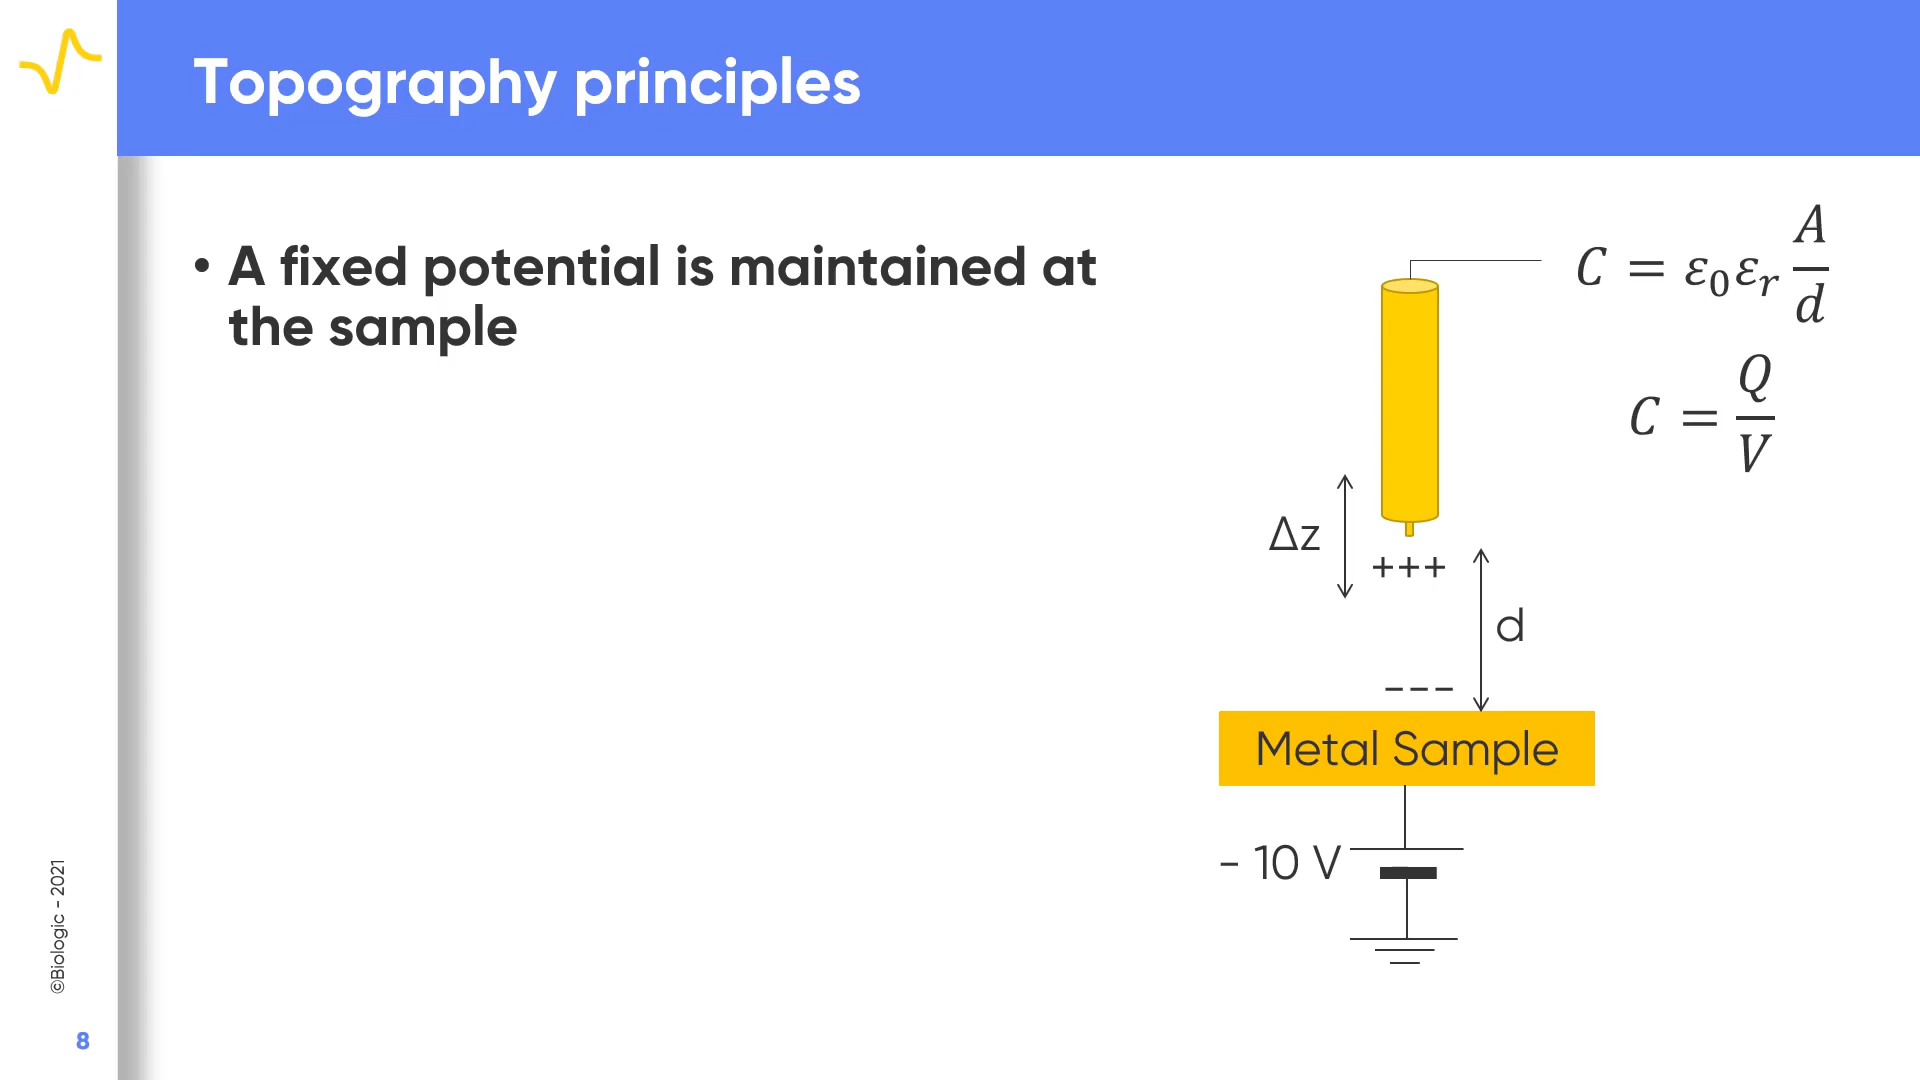 Topography principles
• A fixed potential is maintained at
the sample
C = ε₀εᵣ A/d
C = Q/V
Δz
+++
d
---
Metal Sample
- 10 V
©Biologic - 2021
8